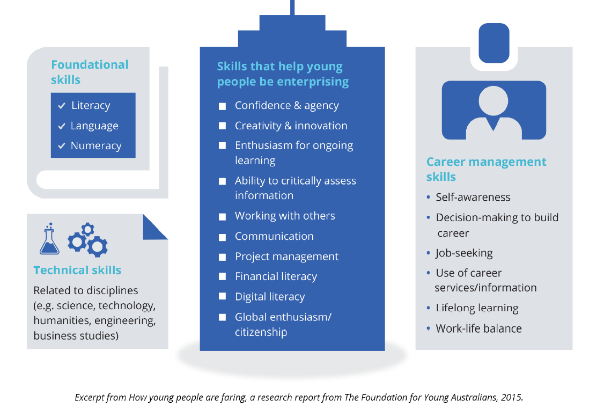 Foundational
skills
Literacy
Language
Numeracy
Technical skills
Related to disciplines
(e.g. science, technology,
humanities, engineering,
business studies)
Skills that help young
people be enterprising
Confidence & agency
Creativity & innovation
Enthusiasm for ongoing
learning
Ability to critically assess
information
Working with others
Communication
Project management
Financial literacy
Digital literacy
Global enthusiasm/
citizenship
Career management
skills
Self-awareness
Decision-making to build
career
Job-seeking
Use of career
services/information
Lifelong learning
Work-life balance
Excerpt from How young people are faring, a research report from The Foundation for Young Australians, 2015.